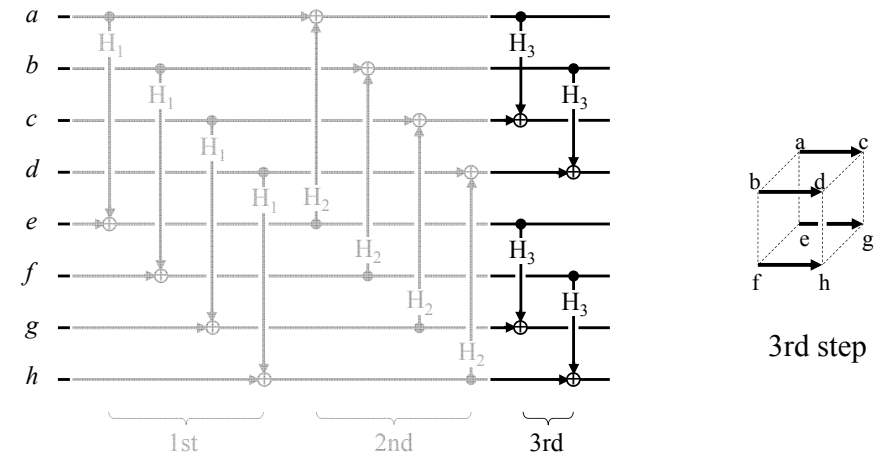 a
H₃
b
H₁
H₃
H₁
c
H₁
a c
d
H₁
H₂
b d
e
H₃
e g
f
H₂
H₃
f h
g
H₂
3rd step
h
H₂
1st 2nd 3rd